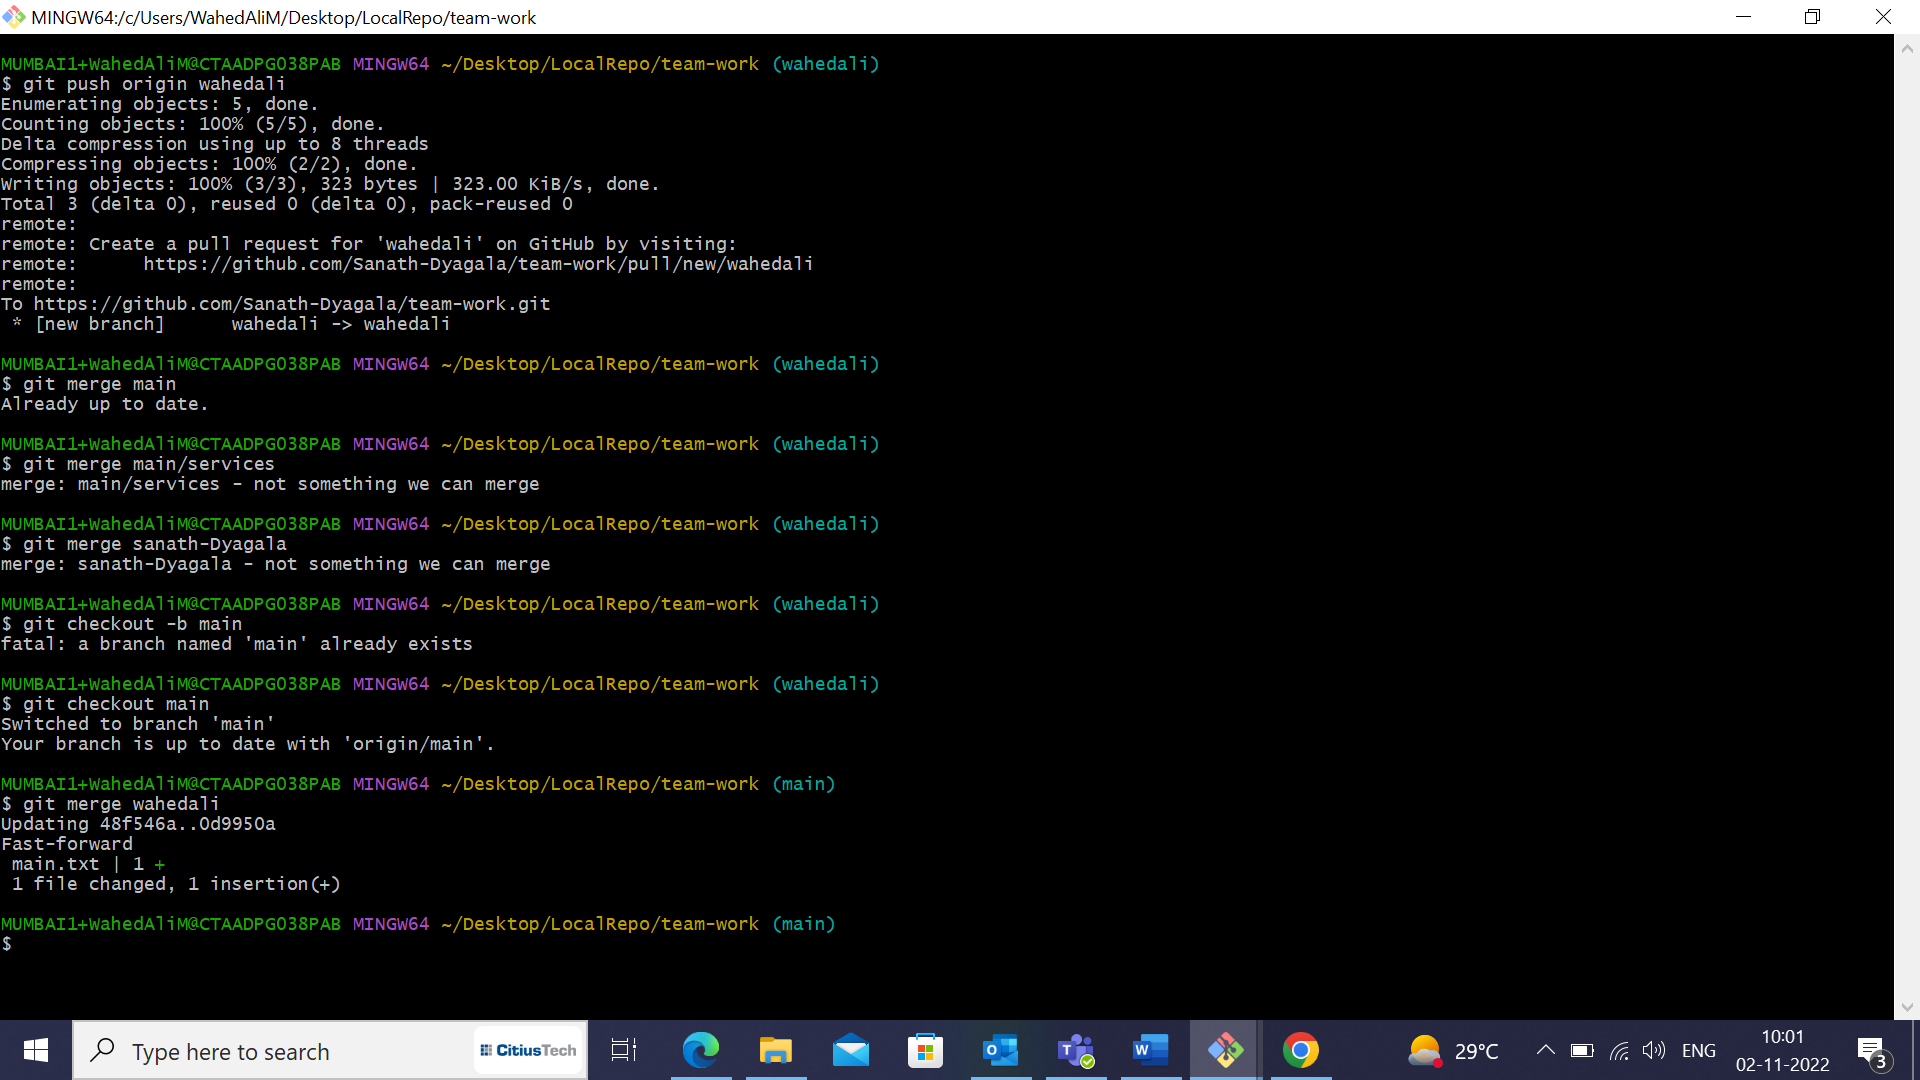 MINGW64:/c/Users/WahedAliM/Desktop/LocalRepo/team-work
MUMBAI1+WahedAliM@CTAADPG038PAB MINGW64 ~/Desktop/LocalRepo/team-work (wahedali)
$ git push origin wahedali
Enumerating objects: 5, done.
Counting objects: 100% (5/5), done.
Delta compression using up to 8 threads
Compressing objects: 100% (2/2), done.
Writing objects: 100% (3/3), 323 bytes | 323.00 KiB/s, done.
Total 3 (delta 0), reused 0 (delta 0), pack-reused 0
remote:
remote: Create a pull request for 'wahedali' on GitHub by visiting:
remote:      https://github.com/Sanath-Dyagala/team-work/pull/new/wahedali
remote:
To https://github.com/Sanath-Dyagala/team-work.git
 * [new branch]      wahedali -> wahedali
MUMBAI1+WahedAliM@CTAADPG038PAB MINGW64 ~/Desktop/LocalRepo/team-work (wahedali)
$ git merge main
Already up to date.
MUMBAI1+WahedAliM@CTAADPG038PAB MINGW64 ~/Desktop/LocalRepo/team-work (wahedali)
$ git merge main/services
merge: main/services - not something we can merge
MUMBAI1+WahedAliM@CTAADPG038PAB MINGW64 ~/Desktop/LocalRepo/team-work (wahedali)
$ git merge sanath-Dyagala
merge: sanath-Dyagala - not something we can merge
MUMBAI1+WahedAliM@CTAADPG038PAB MINGW64 ~/Desktop/LocalRepo/team-work (wahedali)
$ git checkout -b main
fatal: a branch named 'main' already exists
MUMBAI1+WahedAliM@CTAADPG038PAB MINGW64 ~/Desktop/LocalRepo/team-work (wahedali)
$ git checkout main
Switched to branch 'main'
Your branch is up to date with 'origin/main'.
MUMBAI1+WahedAliM@CTAADPG038PAB MINGW64 ~/Desktop/LocalRepo/team-work (main)
$ git merge wahedali
Updating 48f546a..0d9950a
Fast-forward
 main.txt | 1 +
 1 file changed, 1 insertion(+)
MUMBAI1+WahedAliM@CTAADPG038PAB MINGW64 ~/Desktop/LocalRepo/team-work (main)
$
Type here to search
CitiusTech
29°C
ENG
10:01
02-11-2022
3